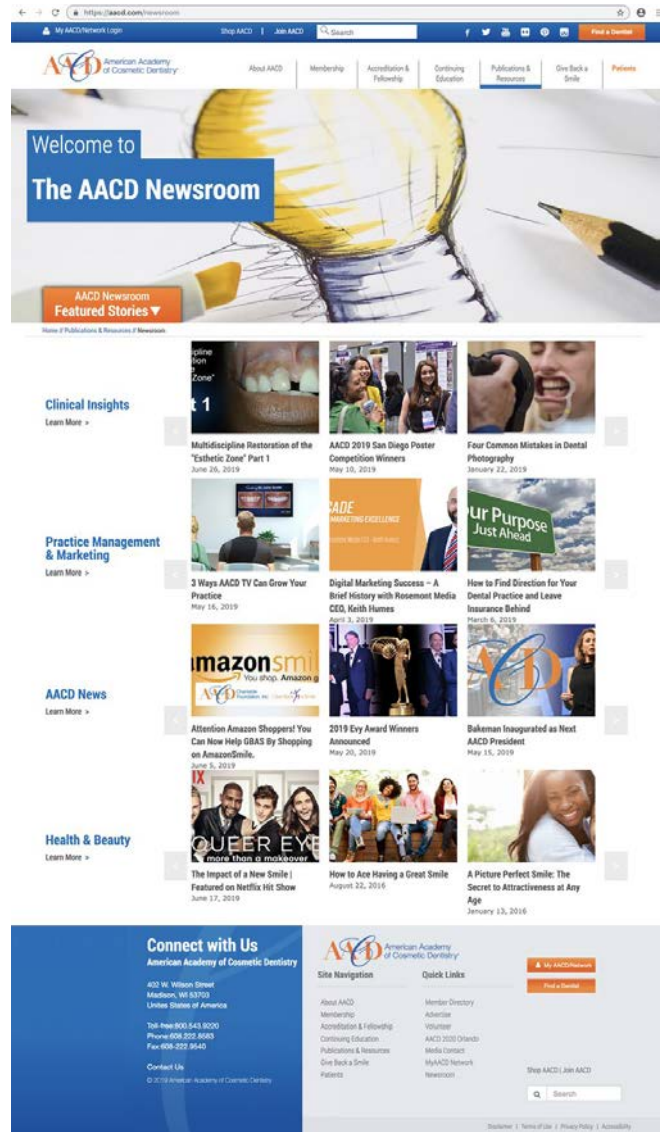 https://aacd.com/newsroom
My AACD/Network Login
Shop AACD | Join AACD
Search
Find a Dentist
AACD American Academy
of Cosmetic Dentistry
About AACD
Membership
Accreditation &
Fellowship
Continuing
Education
Publications &
Resources
Give Back a
Smile
Patients
Welcome to
The AACD Newsroom
AACD Newsroom
Featured Stories ▼
Home // Publications & Resources // Newsroom
Clinical Insights
Learn More >
Zone"
t 1
Multidiscipline Restoration of the
"Esthetic Zone" Part 1
June 26, 2019
AACD 2019 San Diego Poster
Competition Winners
May 10, 2019
Four Common Mistakes in Dental
Photography
January 22, 2019
Practice Management
& Marketing
Learn More >
3 Ways AACD TV Can Grow Your
Practice
May 16, 2019
CADE
MARKETING EXCELLENCE
Digital Marketing Success – A
Brief History with Rosemont Media
CEO, Keith Humes
April 3, 2019
ur Purpose
Just Ahead
How to Find Direction for Your
Dental Practice and Leave
Insurance Behind
March 6, 2019
AACD News
Learn More >
amazonsmil
You shop. Amazon g
Attention Amazon Shoppers! You
Can Now Help GBAS By Shopping
on AmazonSmile.
June 5, 2019
2019 Evy Award Winners
Announced
May 20, 2019
Bakeman Inaugurated as Next
AACD President
May 15, 2019
Health & Beauty
Learn More >
IX
QUEER EYE
more than a makeover
The Impact of a New Smile |
Featured on Netflix Hit Show
June 17, 2019
How to Ace Having a Great Smile
August 22, 2016
A Picture Perfect Smile: The
Secret to Attractiveness at Any
Age
January 13, 2016
Connect with Us
American Academy of Cosmetic Dentistry
402 W. Wilson Street
Madison, WI 53703
United States of America
Toll-free:800.543.9220
Phone:608.222.8583
Fax:608-222.9540
Contact Us
© 2019 American Academy of Cosmetic Dentistry
AACD American Academy
of Cosmetic Dentistry
Site Navigation
About AACD
Membership
Accreditation & Fellowship
Continuing Education
Publications & Resources
Give Back a Smile
Patients
Quick Links
Member Directory
Advertise
Volunteer
AACD 2020 Orlando
Media Contact
MyAACD Network
Newsroom
My AACD/Network
Find a Dentist
Shop AACD | Join AACD
Search
Disclaimer | Terms of Use | Privacy Policy | Accessibility